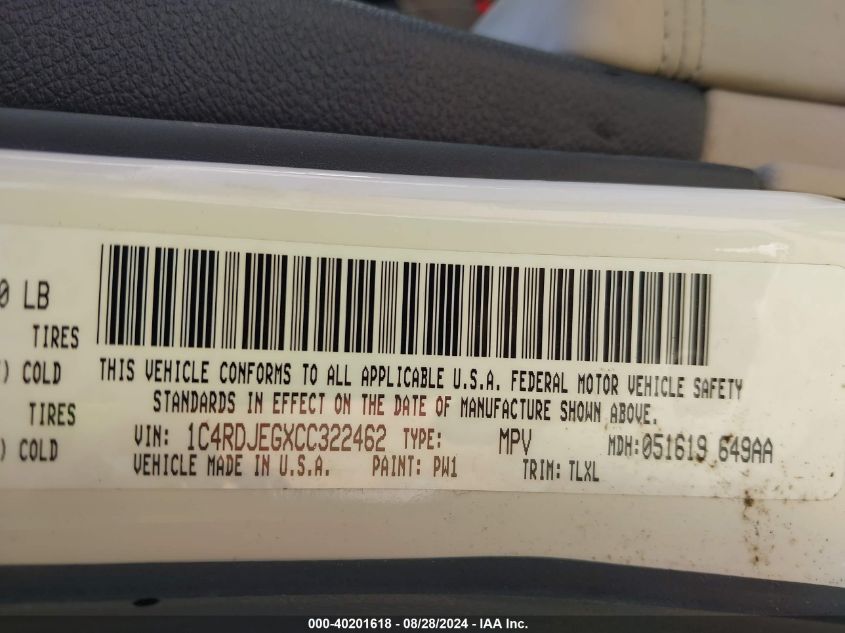 0 LB
TIRES
) COLD
TIRES
) COLD
THIS VEHICLE CONFORMS TO ALL APPLICABLE U.S.A. FEDERAL MOTOR VEHICLE SAFETY
STANDARDS IN EFFECT ON THE DATE OF MANUFACTURE SHOWN ABOVE.
VIN: 1C4RDJEGXCC322462 TYPE: MPV MDH:051619 649AA
VEHICLE MADE IN U.S.A. PAINT: PW1 TRIM: TLXL
000-40201618 - 08/28/2024 - IAA Inc.